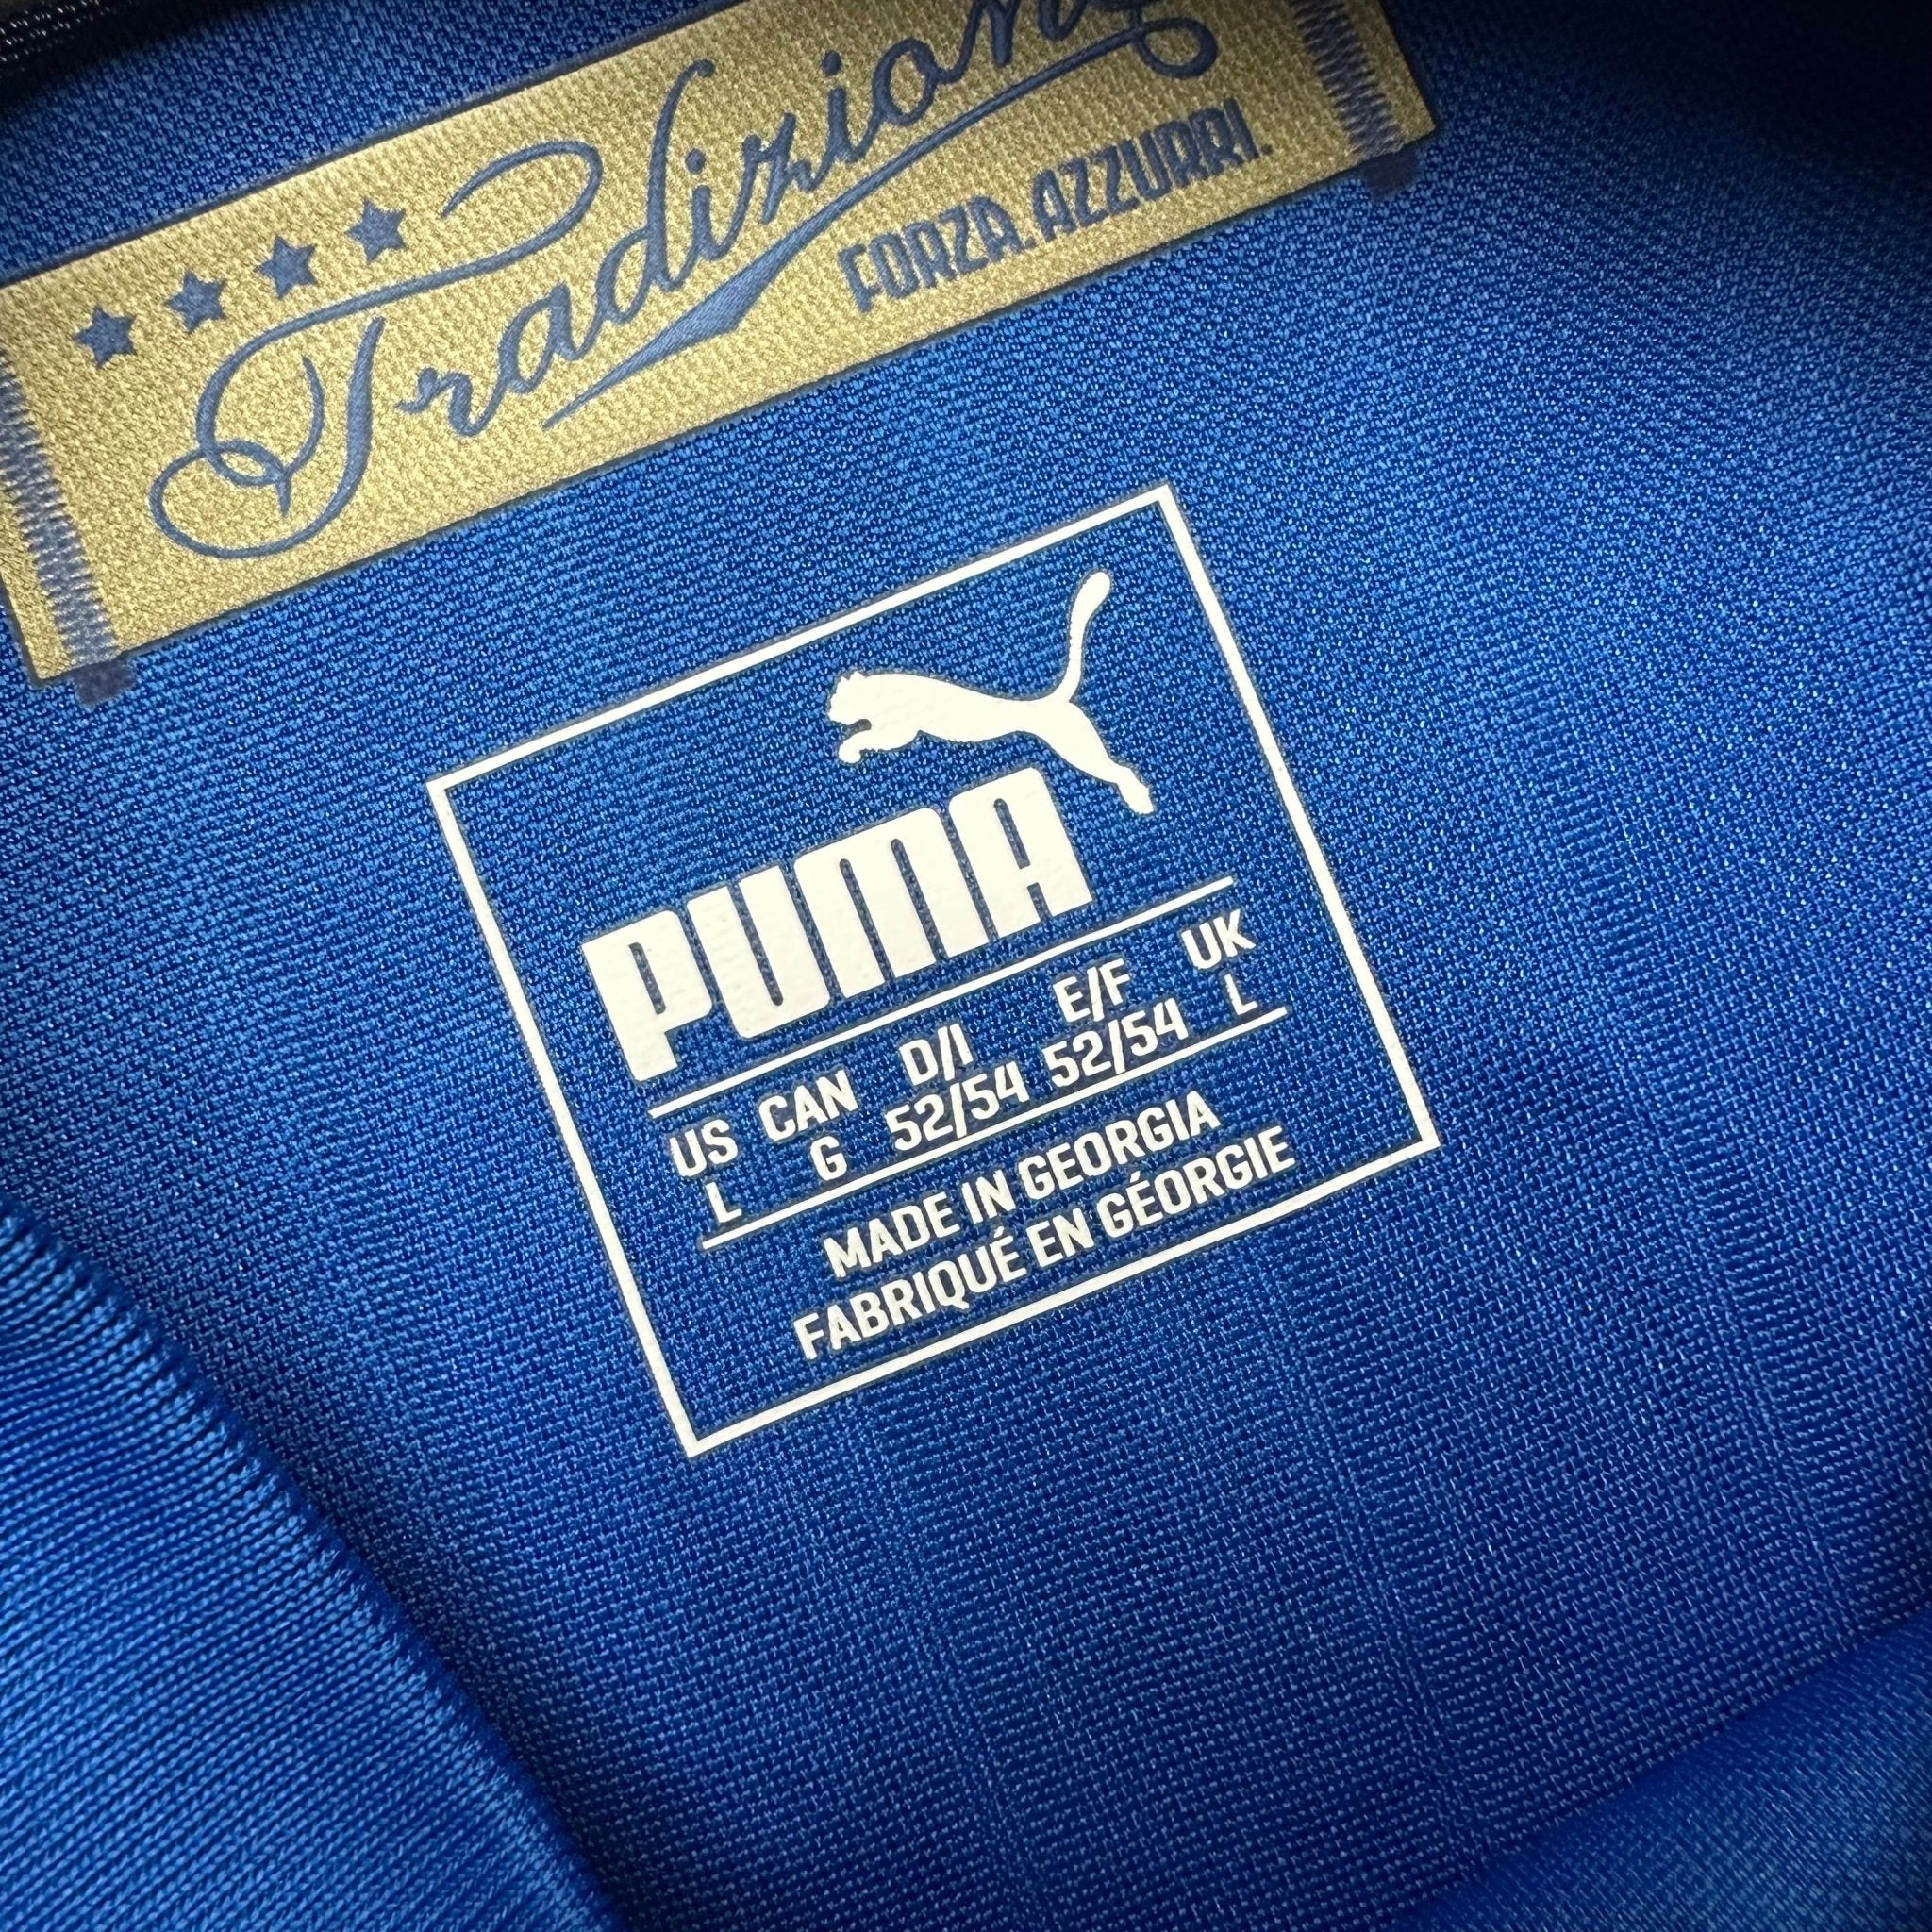 Tradizione
FORZA.AZZURRI.
PUMA
US CAN D/I E/F UK
L G 52/54 52/54 L
MADE IN GEORGIA
FABRIQUÉ EN GÉORGIE